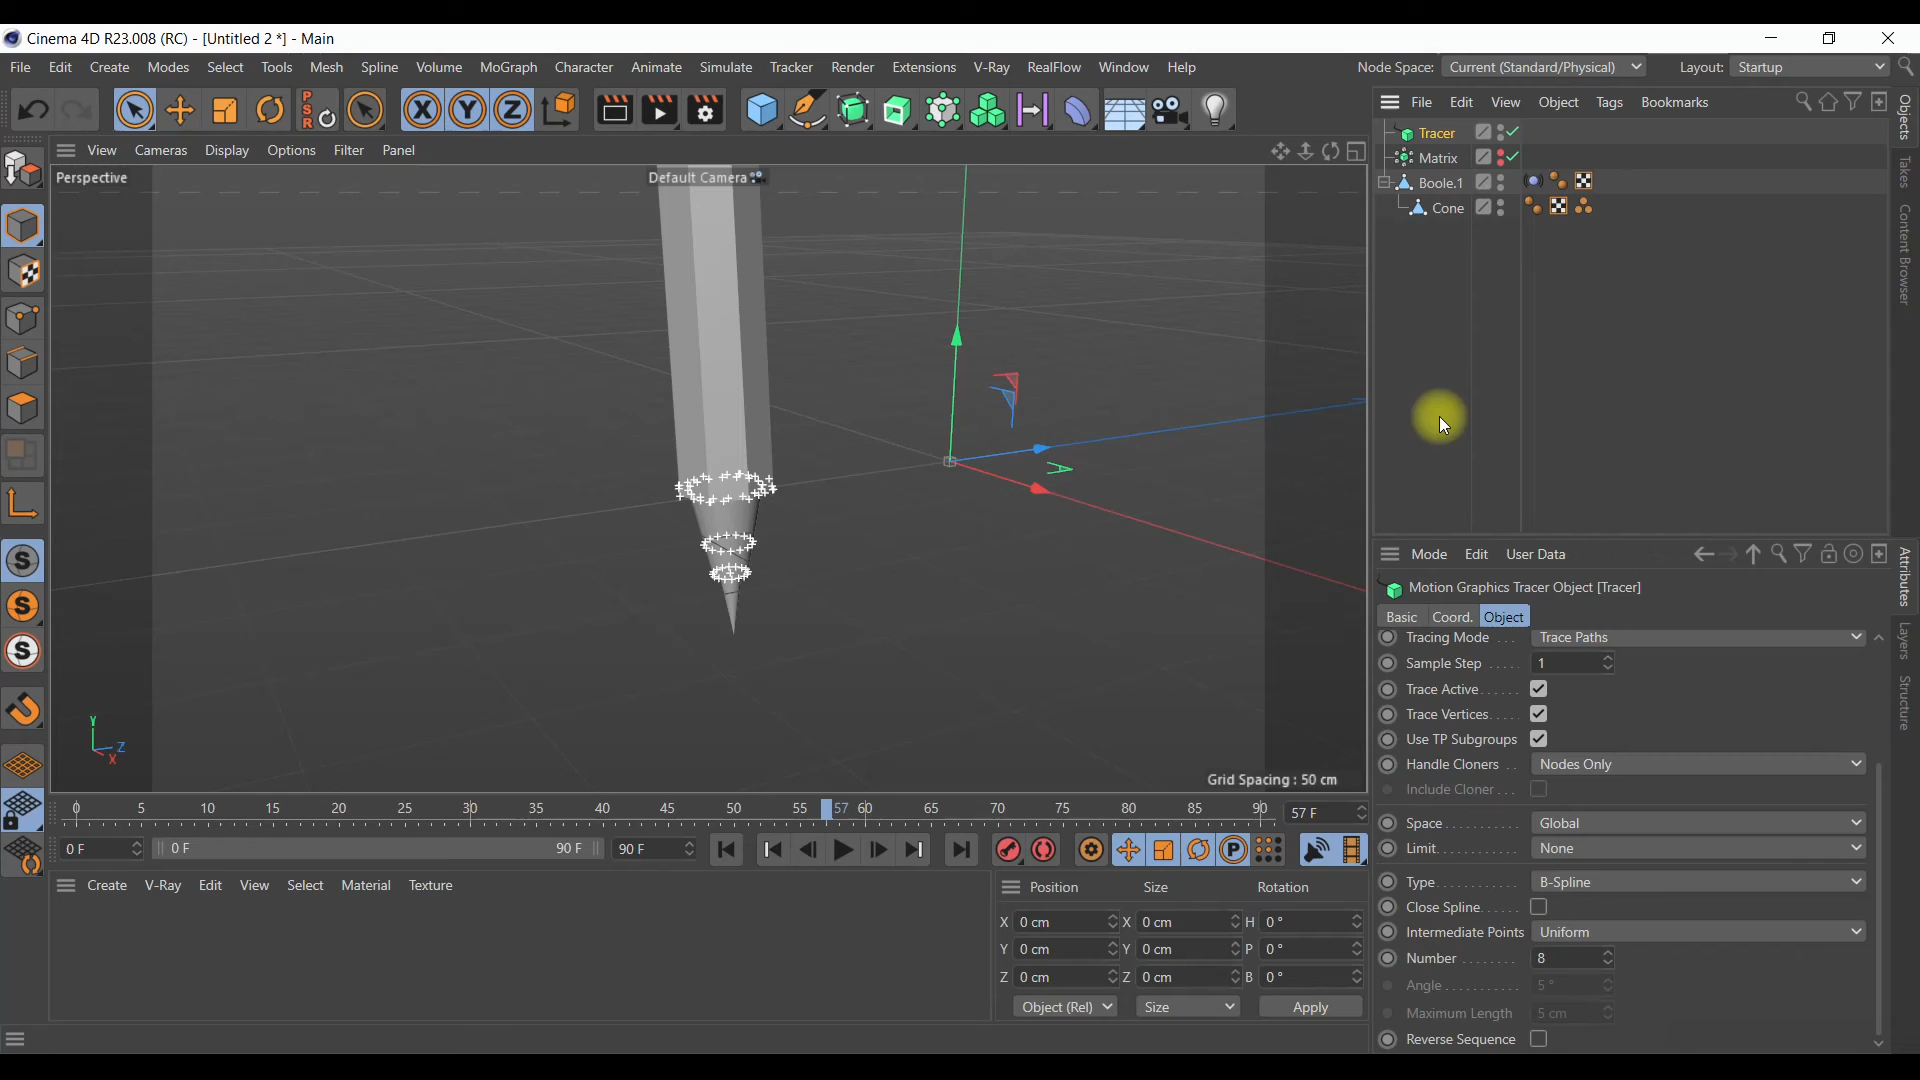 Cinema 4D R23.008 (RC) - [Untitled 2 *] - Main
File Edit Create Modes Select Tools Mesh Spline Volume MoGraph Character Animate Simulate Tracker Render Extensions V-Ray RealFlow Window Help Node Space: Current (Standard/Physical) Layout: Startup
P S R X Y Z
File Edit View Object Tags Bookmarks
View Cameras Display Options Filter Panel
Perspective Default Camera
Tracer
Matrix
Boole.1
Cone
Objects
Takes
Content Browser
S
S
S
Y
Z
X
Grid Spacing : 50 cm
Mode Edit User Data
Motion Graphics Tracer Object [Tracer]
Basic Coord. Object
Tracing Mode ... Trace Paths
Sample Step ..... 1
Trace Active......
Trace Vertices.....
Use TP Subgroups
Handle Cloners .. Nodes Only
Include Cloner ...
Space........... Global
Limit............ None
Type............ B-Spline
Close Spline......
Intermediate Points Uniform
Number ........ 8
Angle........... 5 °
Maximum Length 5 cm
Reverse Sequence
Attributes
Layers
Structure
0 5 10 15 20 25 30 35 40 45 50 55 57 60 65 70 75 80 85 90 57 F
0 F 0 F 90 F 90 F P
Create V-Ray Edit View Select Material Texture
Position Size Rotation
X 0 cm X 0 cm H 0 °
Y 0 cm Y 0 cm P 0 °
Z 0 cm Z 0 cm B 0 °
Object (Rel) Size Apply